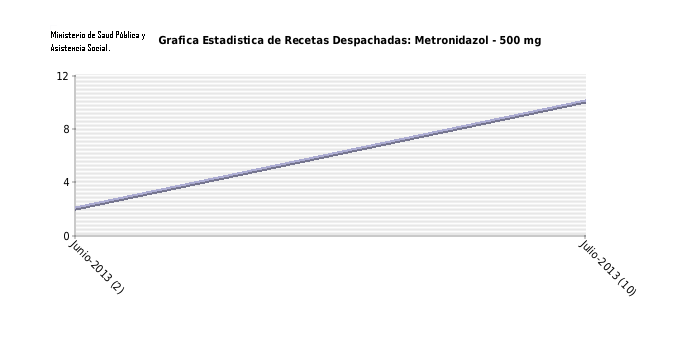 Ministerio de Saud Pública y
Asistencia Social.
Grafica Estadistica de Recetas Despachadas: Metronidazol - 500 mg
12
8
4
0
Junio-2013 (2)
Julio-2013 (10)